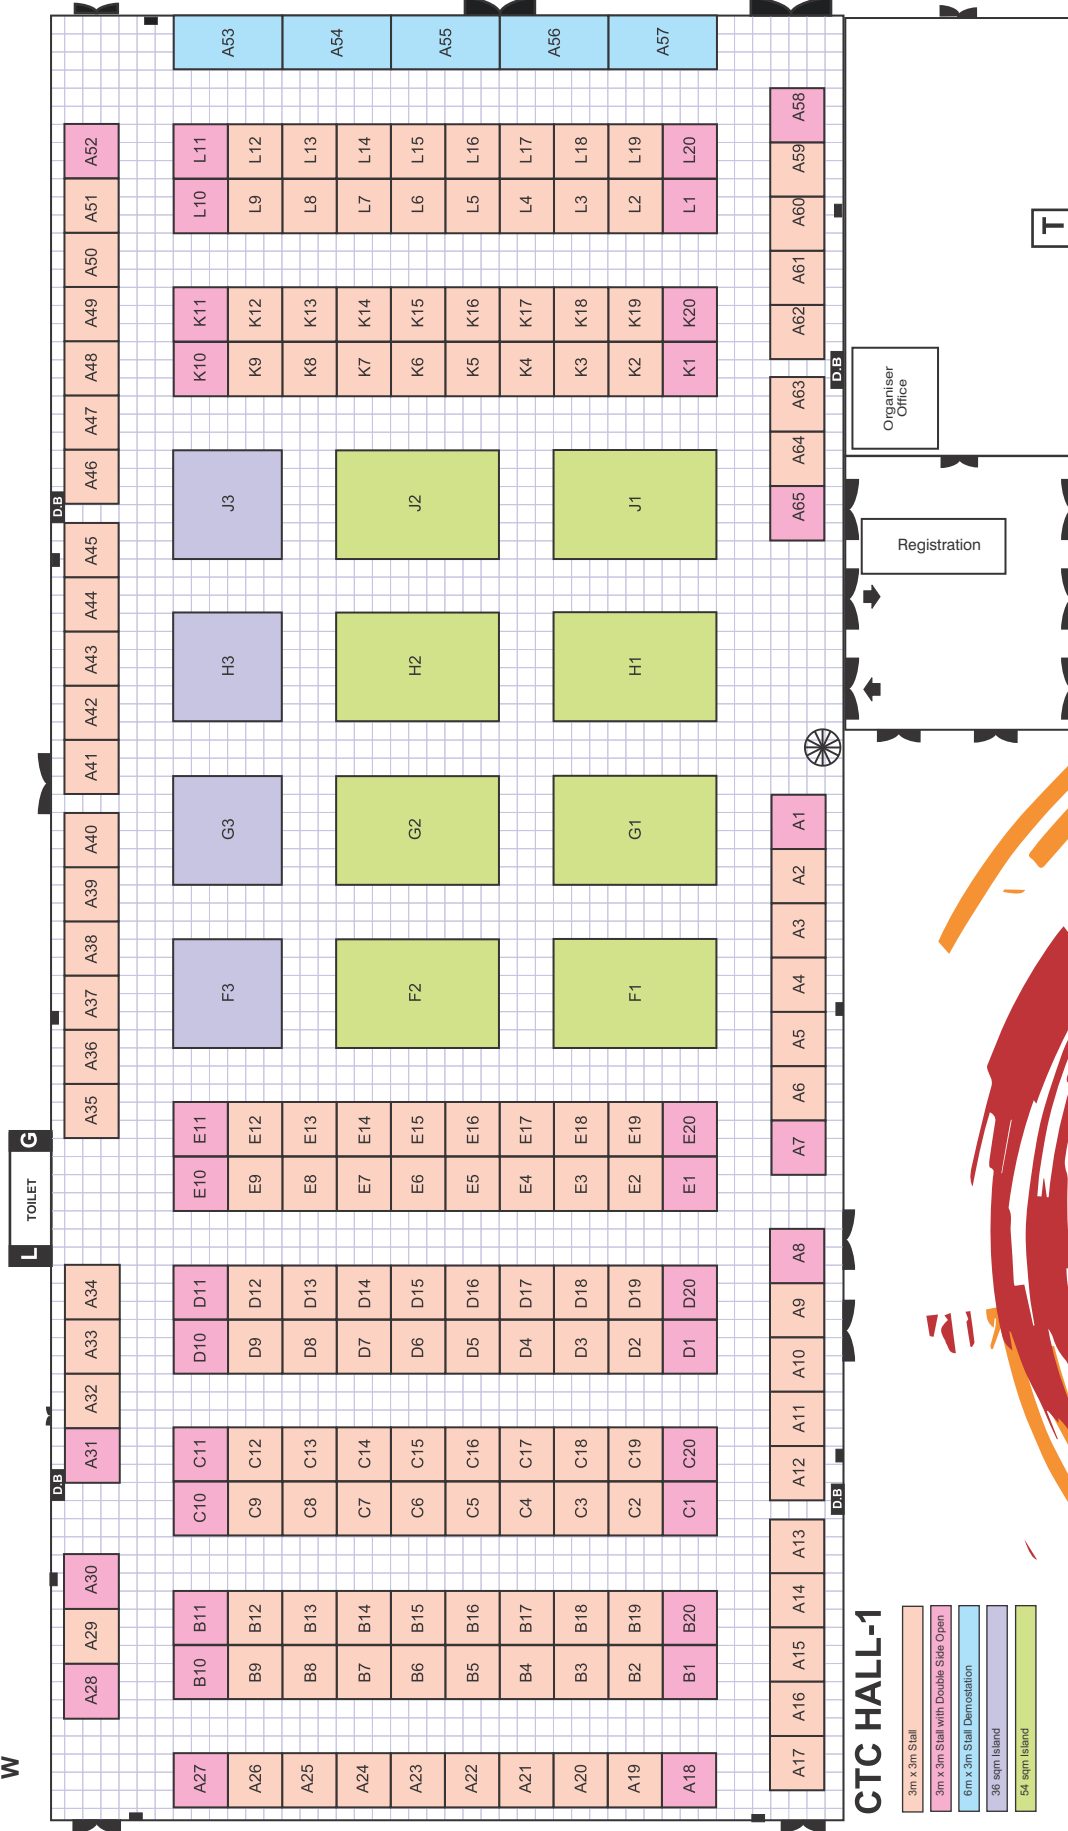 A53
A54
A55
A56
A57
A52
L11
L12
L13
L14
L15
L16
L17
L18
L19
L20
A58
A59
A51
L10
L9
L8
L7
L6
L5
L4
L3
L2
L1
A60
A50
A61
A49
K11
K12
K13
K14
K15
K16
K17
K18
K19
K20
A62
A48
K10
K9
K8
K7
K6
K5
K4
K3
K2
K1
D.B
T
Organiser
Office
A47
A63
A46
A64
D.B
J3
J2
J1
A65
A45
Registration
A44
A43
H3
H2
H1
A42
A41
A40
G3
G2
G1
A1
A39
A2
A38
A3
A37
F3
F2
F1
A4
A36
A5
A35
A6
G
TOILET
L
E11
E12
E13
E14
E15
E16
E17
E18
E19
E20
A7
E10
E9
E8
E7
E6
E5
E4
E3
E2
E1
A8
A34
D11
D12
D13
D14
D15
D16
D17
D18
D19
D20
A9
A33
D10
D9
D8
D7
D6
D5
D4
D3
D2
D1
A10
A32
A11
A31
C11
C12
C13
C14
C15
C16
C17
C18
C19
C20
A12
D.B
C10
C9
C8
C7
C6
C5
C4
C3
C2
C1
D.B
A13
A30
A14
A29
B11
B12
B13
B14
B15
B16
B17
B18
B19
B20
A15
A28
B10
B9
B8
B7
B6
B5
B4
B3
B2
B1
A16
A17
W
A27
A26
A25
A24
A23
A22
A21
A20
A19
A18
CTC HALL-1
3m x 3m Stall
3m x 3m Stall with Double Side Open
6m x 3m Stall Demostation
36 sqm Island
54 sqm Island